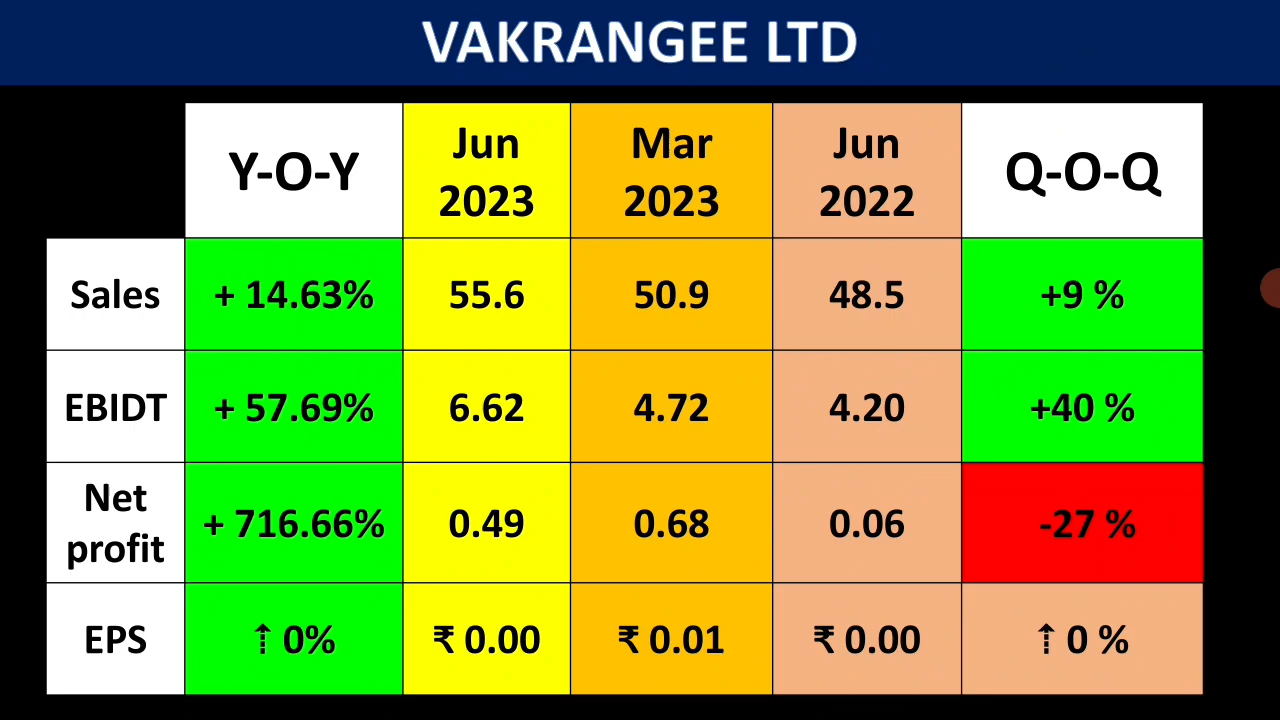 VAKRANGEE LTD
Y-O-Y Jun 2023 Mar 2023 Jun 2022 Q-O-Q
Sales + 14.63% 55.6 50.9 48.5 +9 %
EBIDT + 57.69% 6.62 4.72 4.20 +40 %
Net profit + 716.66% 0.49 0.68 0.06 -27 %
EPS ⇡ 0% ₹ 0.00 ₹ 0.01 ₹ 0.00 ⇡ 0 %